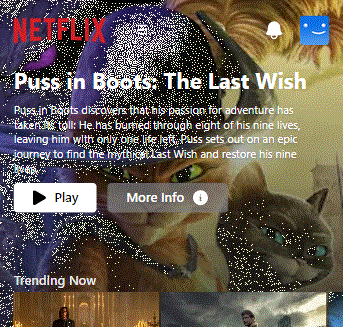 NETFLIX
Puss in Boots: The Last Wish
Puss in Boots discovers that his passion for adventure has
taken its toll: He has burned through eight of his nine lives,
leaving him with only one life left. Puss sets out on an epic
journey to find the mythical Last Wish and restore his nine
lives.
Play
More Info
Trending Now